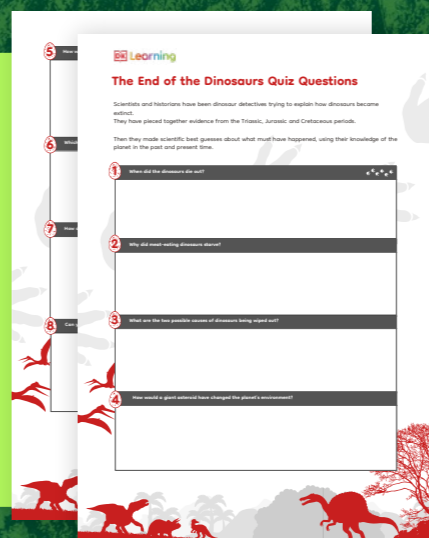 DK Learning
The End of the Dinosaurs Quiz Questions
Scientists and historians have been dinosaur detectives trying to explain how dinosaurs became
extinct.
They have pieced together evidence from the Triassic, Jurassic and Cretaceous periods.
Then they made scientific best guesses about what must have happened, using their knowledge of the
planet in the past and present time.
1 When did the dinosaurs die out?
2 Why did meat-eating dinosaurs starve?
3 What are the two possible causes of dinosaurs being wiped out?
4 How would a giant asteroid have changed the planet's environment?
5 How
6 Which
7 How
8 Can